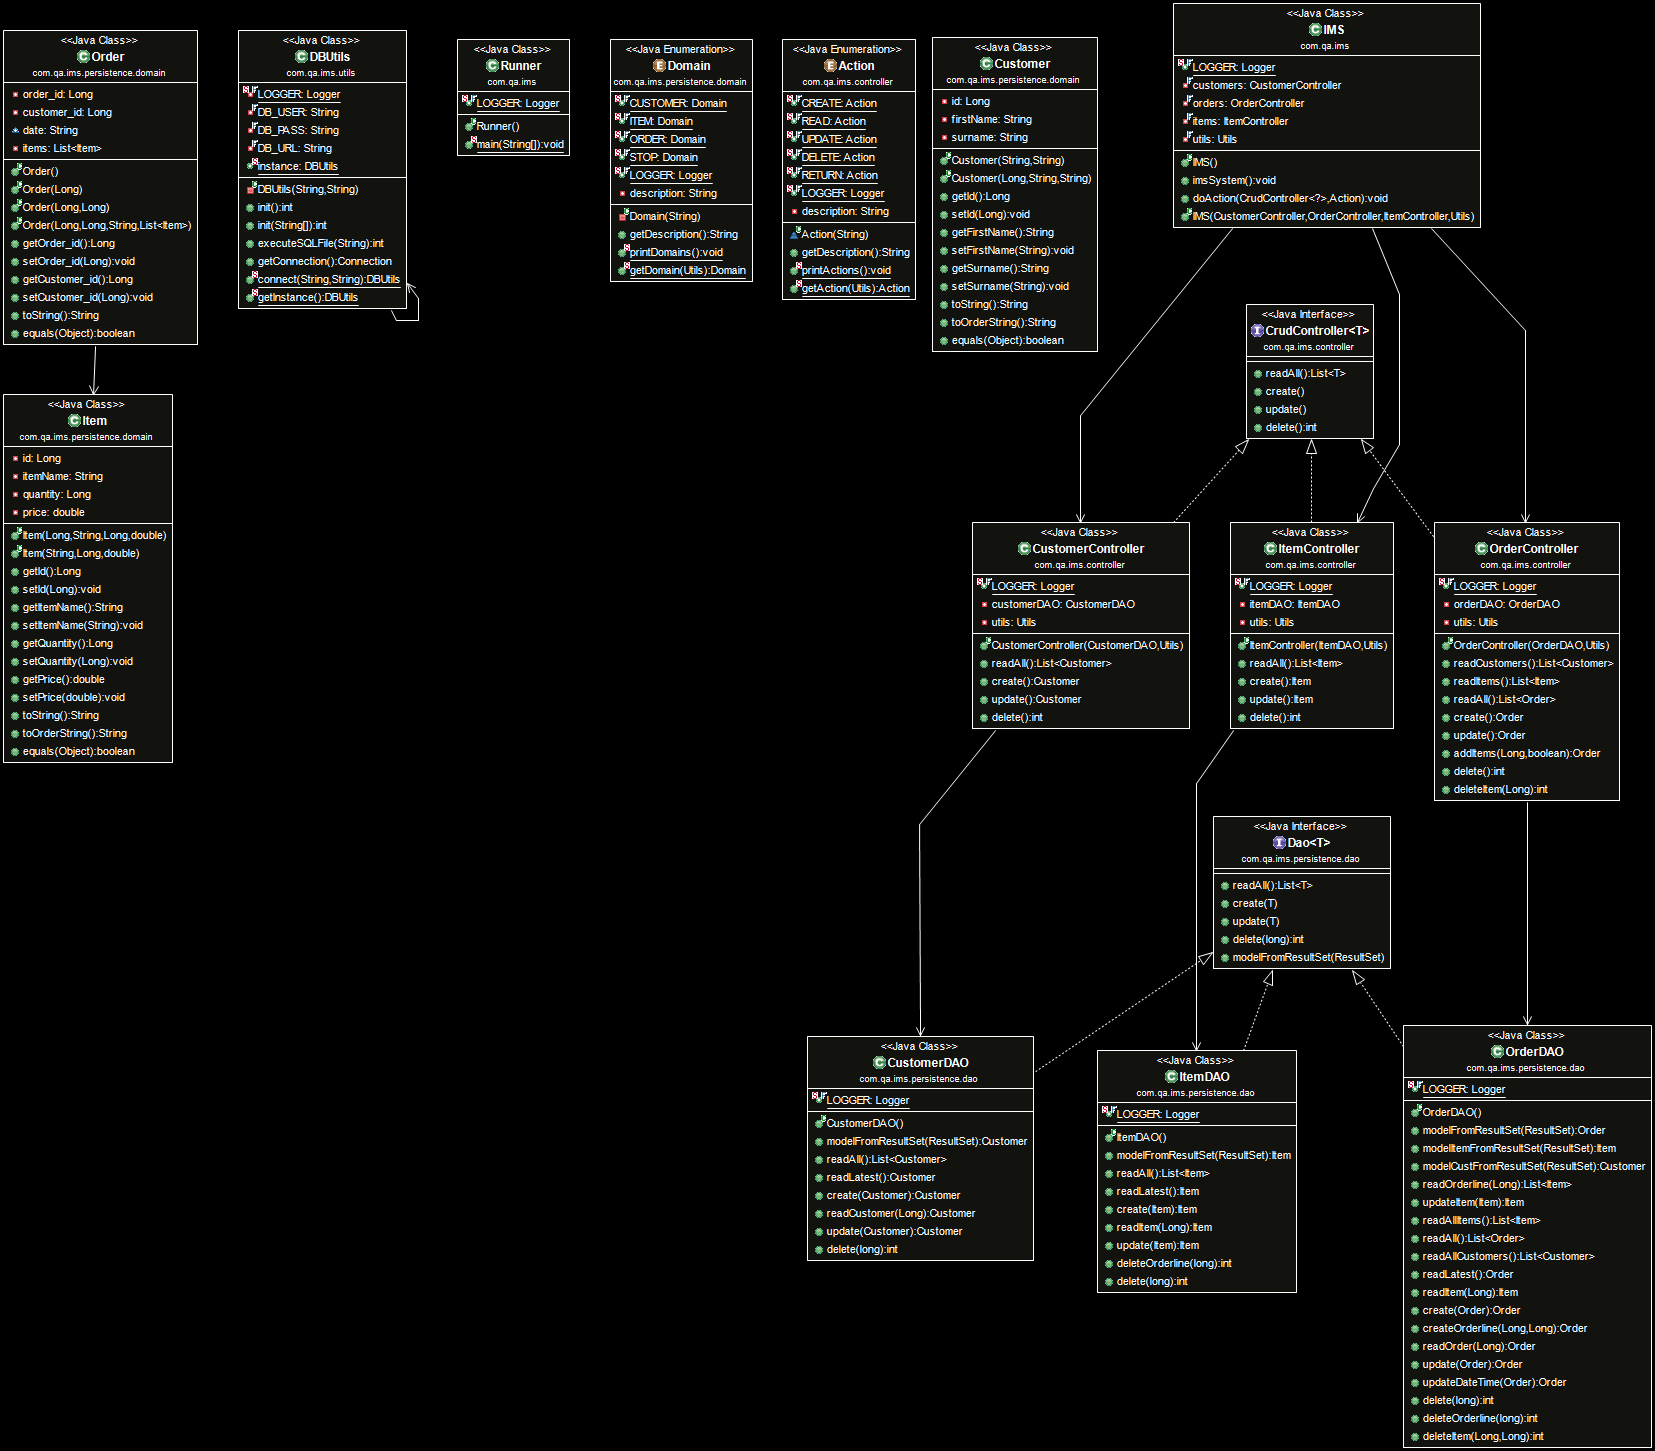 <<Java Class>>
Order
com.qa.ims.persistence.domain
order_id: Long
customer_id: Long
date: String
items: List<Item>
Order()
Order(Long)
Order(Long,Long)
Order(Long,Long,String,List<Item>)
getOrder_id():Long
setOrder_id(Long):void
getCustomer_id():Long
setCustomer_id(Long):void
toString():String
equals(Object):boolean
<<Java Class>>
DBUtils
com.qa.ims.utils
LOGGER: Logger
DB_USER: String
DB_PASS: String
DB_URL: String
instance: DBUtils
DBUtils(String,String)
init():int
init(String[]):int
executeSQLFile(String):int
getConnection():Connection
connect(String,String):DBUtils
getInstance():DBUtils
<<Java Class>>
Runner
com.qa.ims
LOGGER: Logger
Runner()
main(String[]):void
<<Java Enumeration>>
Domain
com.qa.ims.persistence.domain
CUSTOMER: Domain
ITEM: Domain
ORDER: Domain
STOP: Domain
LOGGER: Logger
description: String
Domain(String)
getDescription():String
printDomains():void
getDomain(Utils):Domain
<<Java Enumeration>>
Action
com.qa.ims.controller
CREATE: Action
READ: Action
UPDATE: Action
DELETE: Action
RETURN: Action
LOGGER: Logger
description: String
Action(String)
getDescription():String
printActions():void
getAction(Utils):Action
<<Java Class>>
Customer
com.qa.ims.persistence.domain
id: Long
firstName: String
surname: String
Customer(String,String)
Customer(Long,String,String)
getId():Long
setId(Long):void
getFirstName():String
setFirstName(String):void
getSurname():String
setSurname(String):void
toString():String
toOrderString():String
equals(Object):boolean
<<Java Class>>
IMS
com.qa.ims
LOGGER: Logger
customers: CustomerController
orders: OrderController
items: ItemController
utils: Utils
IMS()
imsSystem():void
doAction(CrudController<?>,Action):void
IMS(CustomerController,OrderController,ItemController,Utils)
<<Java Interface>>
CrudController<T>
com.qa.ims.controller
readAll():List<T>
create()
update()
delete():int
<<Java Class>>
Item
com.qa.ims.persistence.domain
id: Long
itemName: String
quantity: Long
price: double
Item(Long,String,Long,double)
Item(String,Long,double)
getId():Long
setId(Long):void
getItemName():String
setItemName(String):void
getQuantity():Long
setQuantity(Long):void
getPrice():double
setPrice(double):void
toString():String
toOrderString():String
equals(Object):boolean
<<Java Class>>
CustomerController
com.qa.ims.controller
LOGGER: Logger
customerDAO: CustomerDAO
utils: Utils
CustomerController(CustomerDAO,Utils)
readAll():List<Customer>
create():Customer
update():Customer
delete():int
<<Java Class>>
ItemController
com.qa.ims.controller
LOGGER: Logger
itemDAO: ItemDAO
utils: Utils
ItemController(ItemDAO,Utils)
readAll():List<Item>
create():Item
update():Item
delete():int
<<Java Class>>
OrderController
com.qa.ims.controller
LOGGER: Logger
orderDAO: OrderDAO
utils: Utils
OrderController(OrderDAO,Utils)
readCustomers():List<Customer>
readItems():List<Item>
readAll():List<Order>
create():Order
update():Order
addItems(Long,boolean):Order
delete():int
deleteItem(Long):int
<<Java Interface>>
Dao<T>
com.qa.ims.persistence.dao
readAll():List<T>
create(T)
update(T)
delete(long):int
modelFromResultSet(ResultSet)
<<Java Class>>
CustomerDAO
com.qa.ims.persistence.dao
LOGGER: Logger
CustomerDAO()
modelFromResultSet(ResultSet):Customer
readAll():List<Customer>
readLatest():Customer
create(Customer):Customer
readCustomer(Long):Customer
update(Customer):Customer
delete(long):int
<<Java Class>>
ItemDAO
com.qa.ims.persistence.dao
LOGGER: Logger
ItemDAO()
modelFromResultSet(ResultSet):Item
readAll():List<Item>
readLatest():Item
create(Item):Item
readItem(Long):Item
update(Item):Item
deleteOrderline(long):int
delete(long):int
<<Java Class>>
OrderDAO
com.qa.ims.persistence.dao
LOGGER: Logger
OrderDAO()
modelFromResultSet(ResultSet):Order
modelItemFromResultSet(ResultSet):Item
modelCustFromResultSet(ResultSet):Customer
readOrderline(Long):List<Item>
updateItem(Item):Item
readAllItems():List<Item>
readAll():List<Order>
readAllCustomers():List<Customer>
readLatest():Order
readItem(Long):Item
create(Order):Order
createOrderline(Long,Long):Order
readOrder(Long):Order
update(Order):Order
updateDateTime(Order):Order
delete(long):int
deleteOrderline(long):int
deleteItem(Long,Long):int